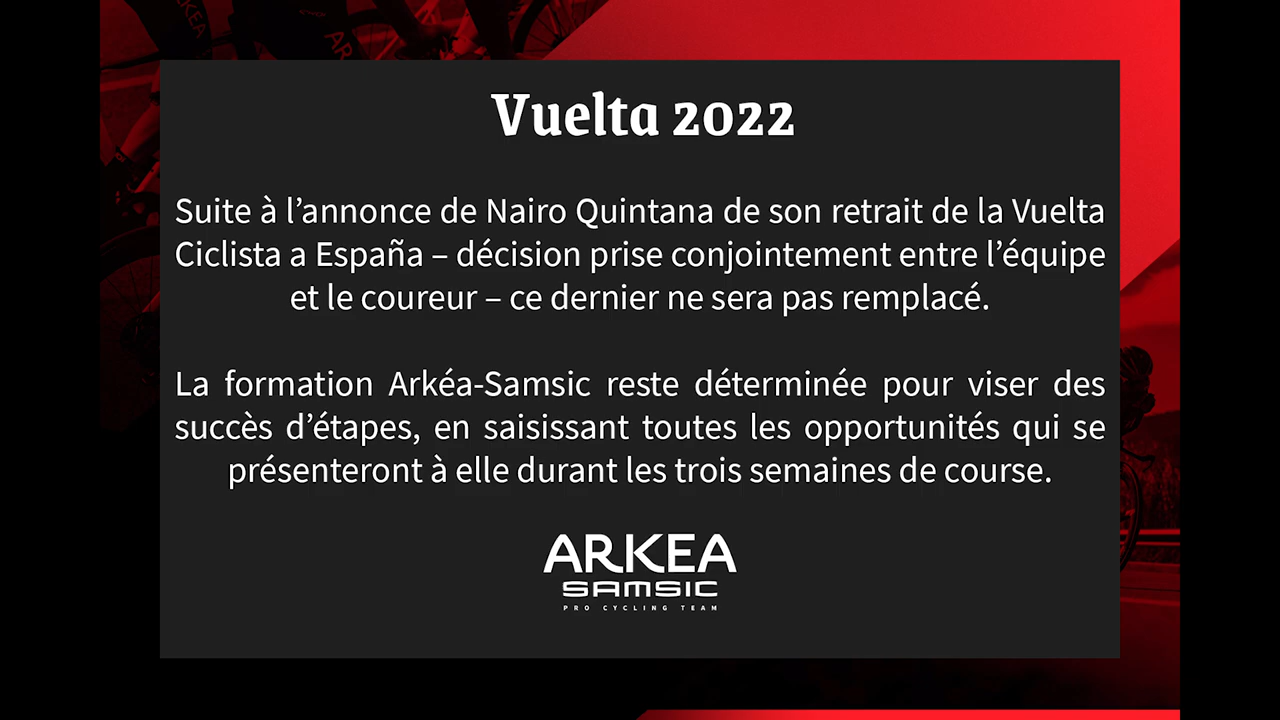 ARKEA
AR
Vuelta 2022
Suite à l’annonce de Nairo Quintana de son retrait de la Vuelta
Ciclista a España – décision prise conjointement entre l’équipe
et le coureur – ce dernier ne sera pas remplacé.
La formation Arkéa-Samsic reste déterminée pour viser des
succès d’étapes, en saisissant toutes les opportunités qui se
présenteront à elle durant les trois semaines de course.
ARKEA
SAMSIC
PRO CYCLING TEAM